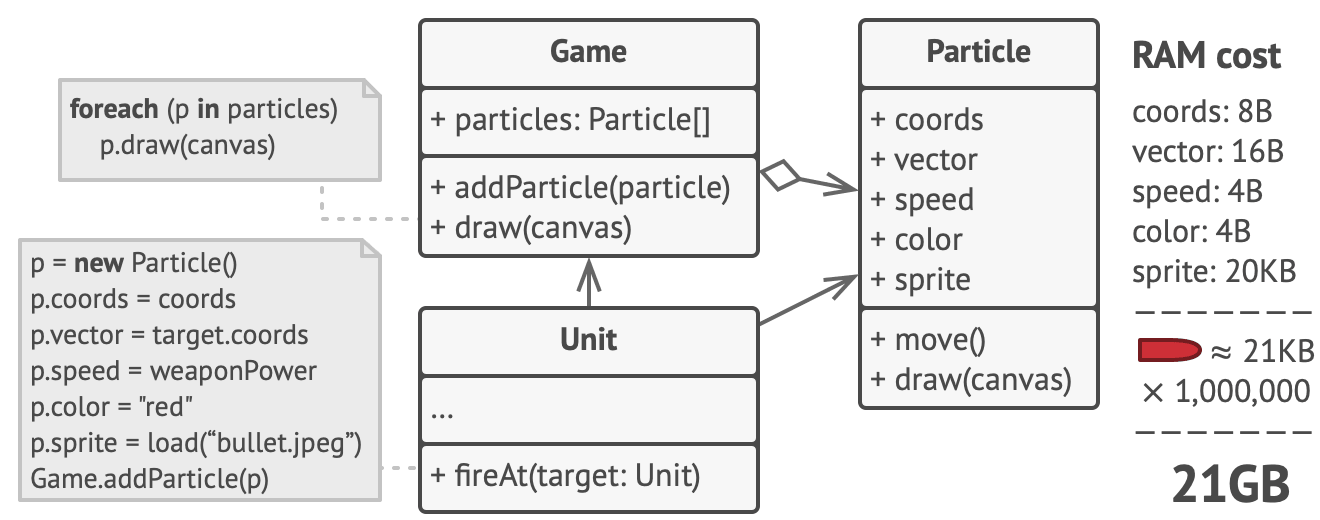 foreach (p in particles)
p.draw(canvas)
p = new Particle()
p.coords = coords
p.vector = target.coords
p.speed = weaponPower
p.color = "red"
p.sprite = load(“bullet.jpeg”)
Game.addParticle(p)
Game
+ particles: Particle[]
+ addParticle(particle)
+ draw(canvas)
Unit
...
+ fireAt(target: Unit)
Particle
+ coords
+ vector
+ speed
+ color
+ sprite
+ move()
+ draw(canvas)
RAM cost
coords: 8B
vector: 16B
speed: 4B
color: 4B
sprite: 20KB
≈ 21KB
× 1,000,000
21GB